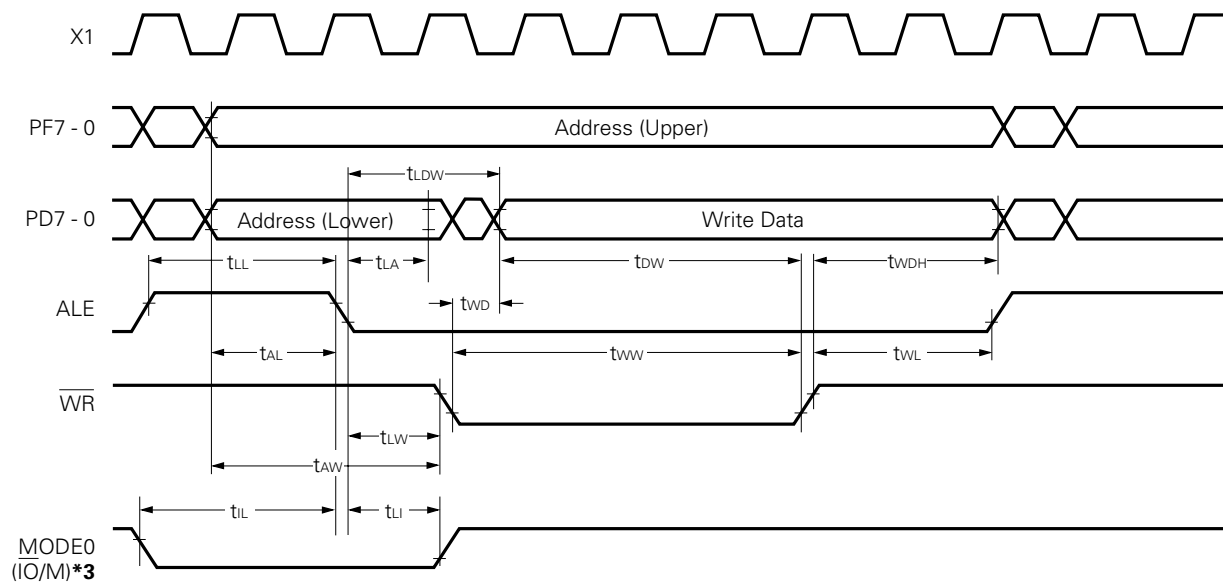 X1
PF7 - 0
Address (Upper)
tLDW
PD7 - 0
Address (Lower)
Write Data
tLL
tLA
tDW
tWDH
ALE
tWD
tAL
tWW
tWL
WR
tLW
tAW
tIL
tLI
MODE0
(IO/M)*3